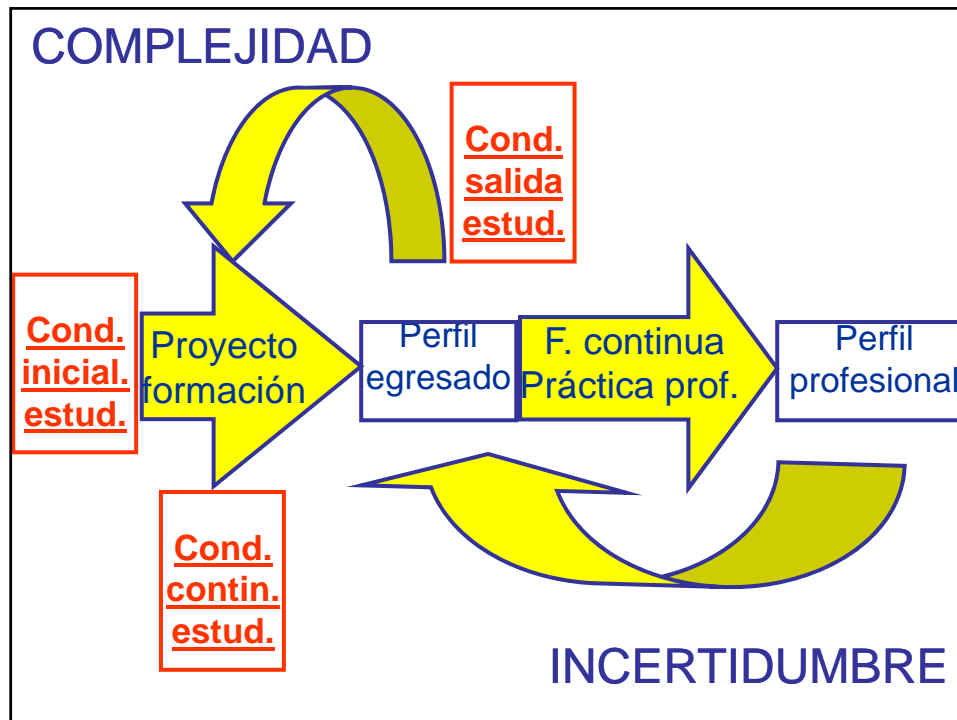 COMPLEJIDAD
Cond.
salida
estud.
Cond.
inicial.
estud.
Proyecto
formación
Perfil
egresado
F. continua
Práctica prof.
Perfil
profesional
Cond.
contin.
estud.
INCERTIDUMBRE